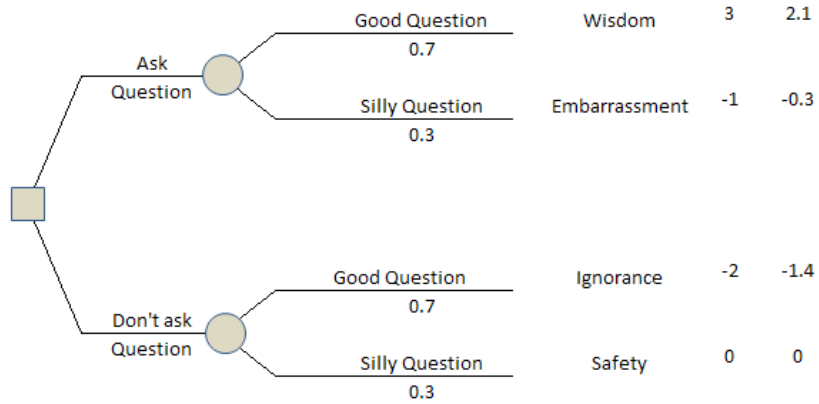 Good Question
0.7
Wisdom
3
2.1
Ask
Question
Silly Question
0.3
Embarrassment
-1
-0.3
Good Question
0.7
Ignorance
-2
-1.4
Don't ask
Question
Silly Question
0.3
Safety
0
0